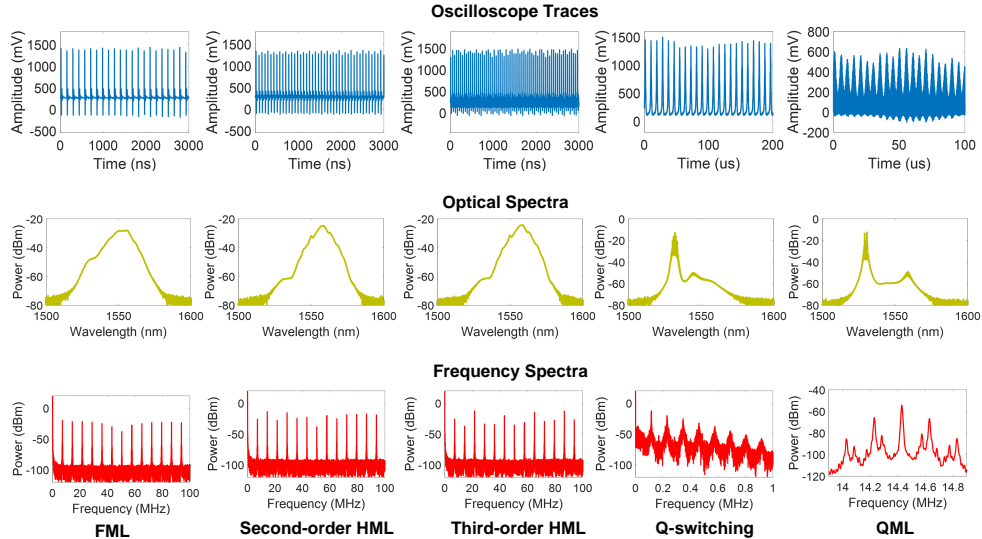 Oscilloscope Traces
Amplitude (mV)
1500
1000
500
0
-500
0 1000 2000 3000
Time (ns)
Amplitude (mV)
1500
1000
500
0
-500
0 1000 2000 3000
Time (ns)
Amplitude (mV)
1500
1000
500
0
0 1000 2000 3000
Time (ns)
Amplitude (mV)
1500
1000
500
0
0 100 200
Time (us)
Amplitude (mV)
800
600
400
200
0
-200
0 50 100
Time (us)
Optical Spectra
Power (dBm)
-20
-40
-60
-80
1500 1550 1600
Wavelength (nm)
Power (dBm)
-20
-40
-60
-80
1500 1550 1600
Wavelength (nm)
Power (dBm)
-20
-40
-60
-80
1500 1550 1600
Wavelength (nm)
Power (dBm)
0
-20
-40
-60
-80
1500 1550 1600
Wavelength (nm)
Power (dBm)
0
-20
-40
-60
-80
1500 1550 1600
Wavelength (nm)
Frequency Spectra
Power (dBm)
0
-50
-100
0 20 40 60 80 100
Frequency (MHz)
Power (dBm)
0
-50
-100
0 20 40 60 80 100
Frequency (MHz)
Power (dBm)
0
-50
-100
0 20 40 60 80 100
Frequency (MHz)
Power (dBm)
0
-50
-100
0 0.2 0.4 0.6 0.8 1
Frequency (MHz)
Power (dBm)
-40
-60
-80
-100
-120
14 14.2 14.4 14.6 14.8
Frequency (MHz)
FML
Second-order HML
Third-order HML
Q-switching
QML